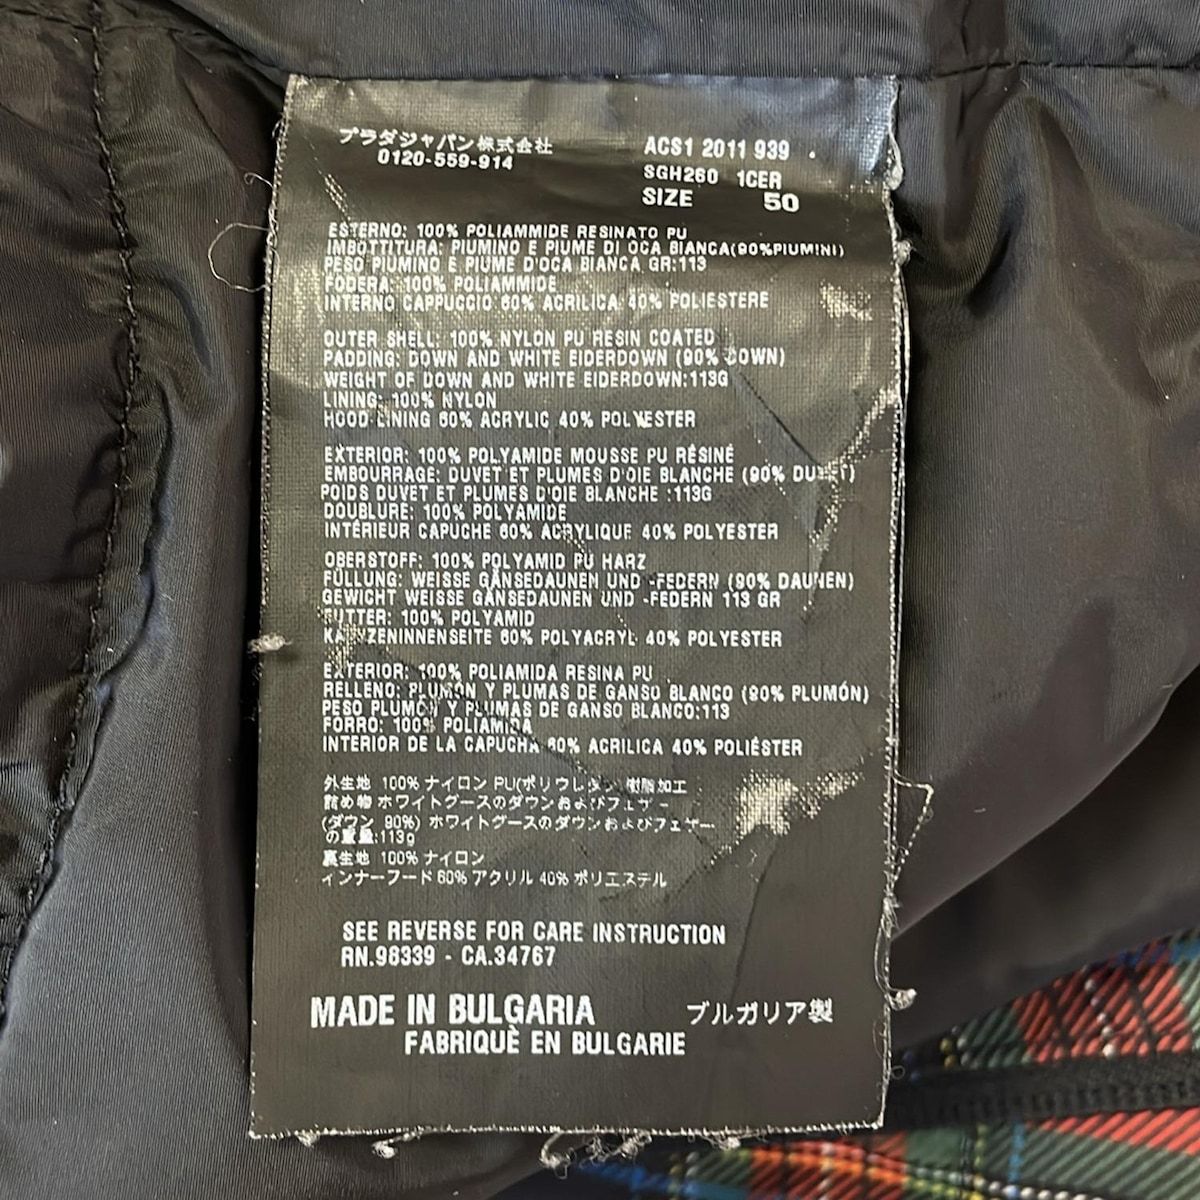 プラダジャパン株式会社
0120-559-914
ACS1 2011 939
SGH260 1CER
SIZE 50
ESTERNO: 100% POLIAMMIDE RESINATO PU
IMBOTTITURA: PIUMINO E PIUME DI OCA BIANCA(90%PIUMINI)
PESO PIUMINO E PIUME D'OCA BIANCA GR:113
FODERA: 100% POLIAMMIDE
INTERNO CAPPUCCIO 60% ACRILICA 40% POLIESTERE
OUTER SHELL: 100% NYLON PU RESIN COATED
PADDING: DOWN AND WHITE EIDERDOWN (90% DOWN)
WEIGHT OF DOWN AND WHITE EIDERDOWN:113G
LINING: 100% NYLON
HOOD LINING 60% ACRYLIC 40% POLYESTER
EXTERIOR: 100% POLYAMIDE MOUSSE PU RÉSINÉ
EMBOURRAGE: DUVET ET PLUMES D'OIE BLANCHE (90% DUVET)
POIDS DUVET ET PLUMES D'OIE BLANCHE :113G
DOUBLURE: 100% POLYAMIDE
INTÉRIEUR CAPUCHE 60% ACRYLIQUE 40% POLYESTER
OBERSTOFF: 100% POLYAMID PU HARZ
FÜLLUNG: WEISSE GÄNSEDAUNEN UND -FEDERN (90% DAUNEN)
GEWICHT WEISSE GÄNSEDAUNEN UND -FEDERN 113 GR
FUTTER: 100% POLYAMID
KAPUZENINNENSEITE 60% POLYACRYL 40% POLYESTER
EXTERIOR: 100% POLIAMIDA RESINA PU
RELLENO: PLUMÓN Y PLUMAS DE GANSO BLANCO (90% PLUMÓN)
PESO PLUMÓN Y PLUMAS DE GANSO BLANCO:113
FORRO: 100% POLIAMIDA
INTERIOR DE LA CAPUCHA 60% ACRILICA 40% POLIÉSTER
外生地 100% ナイロン PU(ポリウレタン 樹脂加工
詰め物 ホワイトグースのダウンおよびフェザー
(ダウン 90%) ホワイトグースのダウンおよびフェザー
の重量:113g
裏生地 100% ナイロン
インナーフード 60% アクリル 40% ポリエステル
SEE REVERSE FOR CARE INSTRUCTION
RN.98339 - CA.34767
MADE IN BULGARIA ブルガリア製
FABRIQUÈ EN BULGARIE